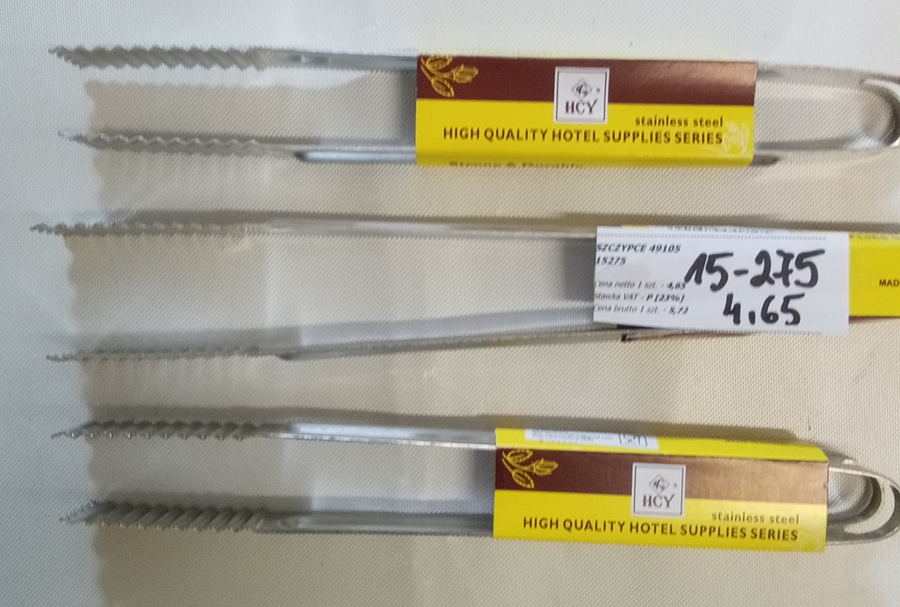 HCY
stainless steel
HIGH QUALITY HOTEL SUPPLIES SERIES
Strong & Durable
SZCZYPCE 49105
15275
Cena netto 1 szt. - 4,65
Stawka VAT - P [23%]
Cena brutto 1 szt. - 5,72
15-275
4.65
MAD
HCY
stainless steel
HIGH QUALITY HOTEL SUPPLIES SERIES